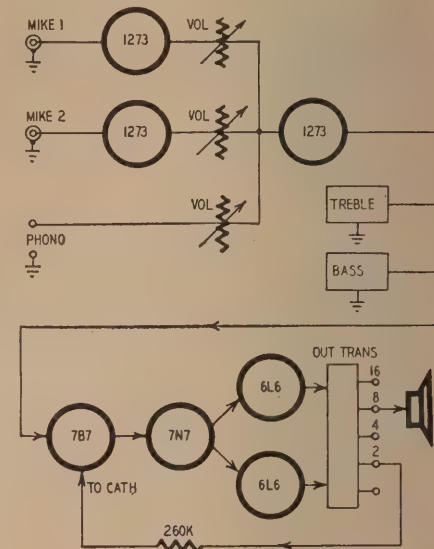 MIKE 1
VOL
1273
MIKE 2
VOL
1273
1273
VOL
PHONO
TREBLE
BASS
OUT TRANS
16
8
4
2
7B7
7N7
6L6
6L6
TO CATH
260K